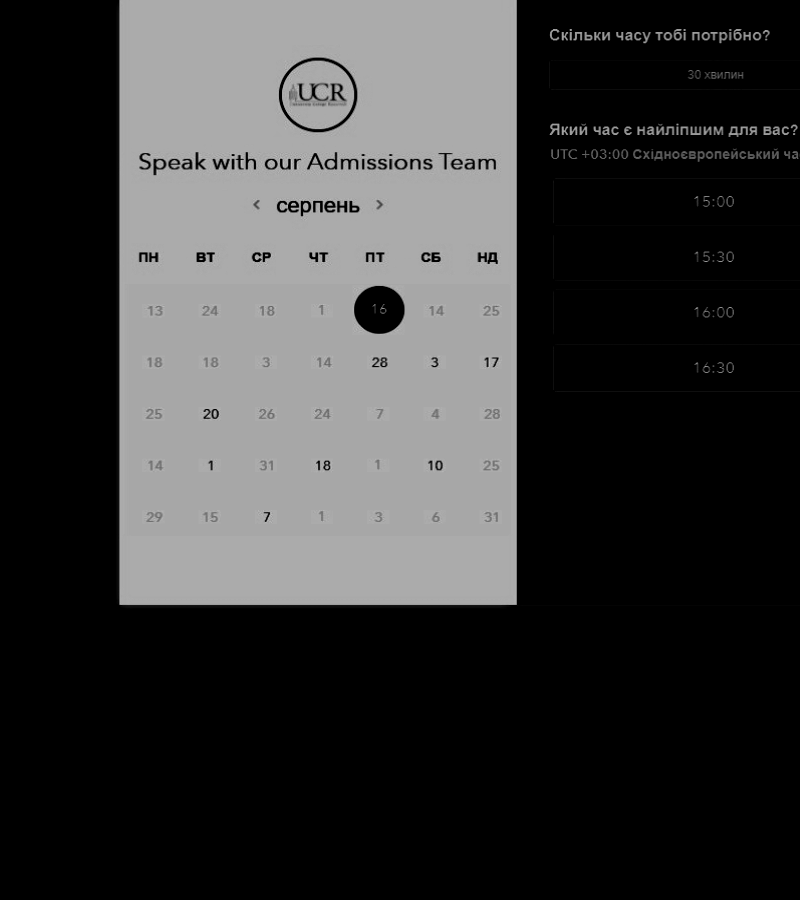 UCR
Speak with our Admissions Team
< серпень >
ПН ВТ СР ЧТ ПТ СБ НД
13 24 18 1 16 14 25
18 18 3 14 28 3 17
25 20 26 24 7 4 28
14 1 31 18 1 10 25
29 15 7 1 3 6 31
Скільки часу тобі потрібно?
30 хвилин
Який час є найліпшим для вас?
UTC +03:00 Східноєвропейський ча
15:00
15:30
16:00
16:30